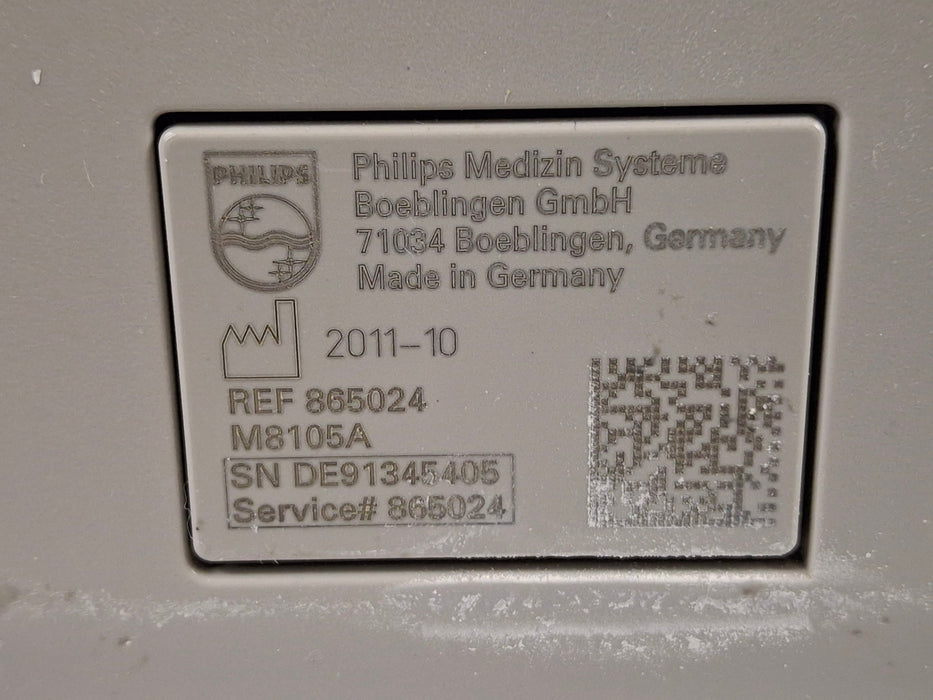 PHILIPS
Philips Medizin Systeme
Boeblingen GmbH
71034 Boeblingen, Germany
Made in Germany
2011-10
REF 865024
M8105A
SN DE91345405
Service# 865024